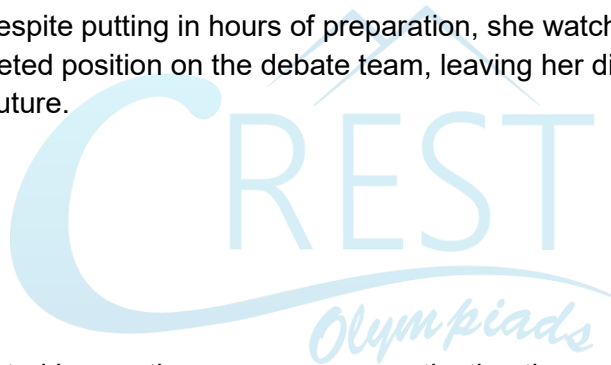 espite putting in hours of preparation, she watch
eted position on the debate team, leaving her di
uture.
CREST
Olympiads